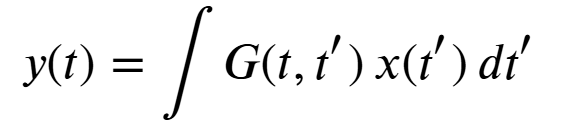 y(t) = ∫ G(t, t′) x(t′) dt′